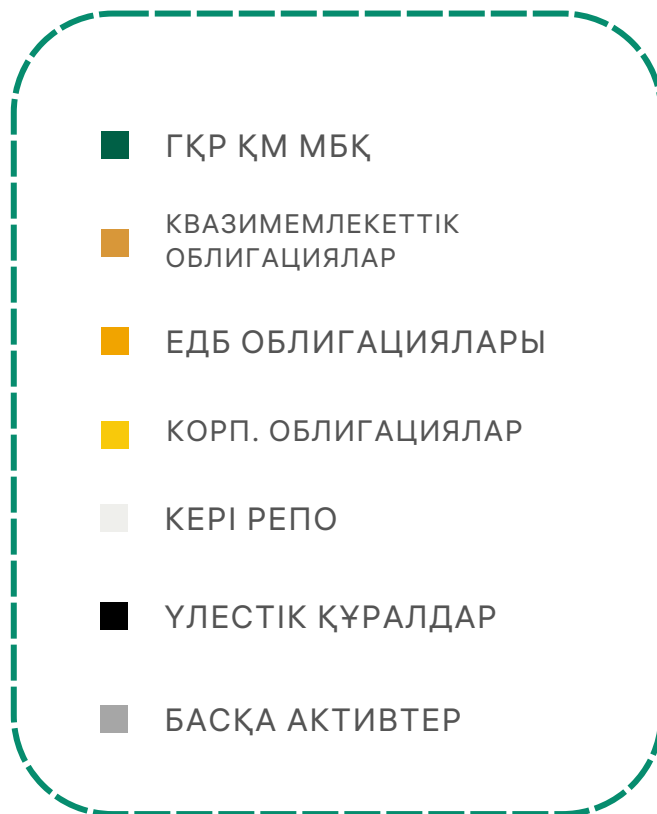 ГҚР ҚМ МБҚ
КВАЗИМЕМЛЕКЕТТІК
ОБЛИГАЦИЯЛАР
ЕДБ ОБЛИГАЦИЯЛАРЫ
КОРП. ОБЛИГАЦИЯЛАР
КЕРІ РЕПО
ҮЛЕСТІК ҚҰРАЛДАР
БАСҚА АКТИВТЕР